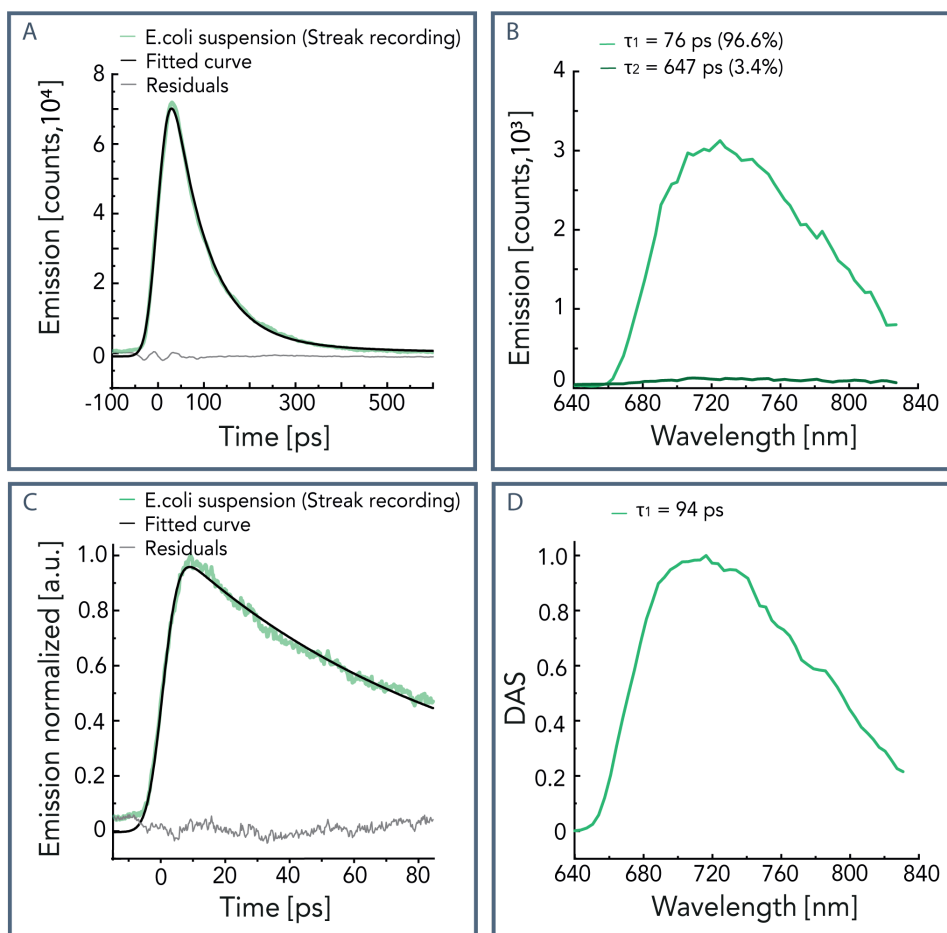 A
E.coli suspension (Streak recording)
Fitted curve
Residuals
Emission [counts,10⁴]
8
6
4
2
0
-100 0 100 300 500
Time [ps]
B
τ1 = 76 ps (96.6%)
τ2 = 647 ps (3.4%)
Emission [counts,10³]
4
3
2
1
0
640 680 720 760 800 840
Wavelength [nm]
C
E.coli suspension (Streak recording)
Fitted curve
Residuals
Emission normalized [a.u.]
1.0
0.8
0.6
0.4
0.2
0
0 20 40 60 80
Time [ps]
D
τ1 = 94 ps
DAS
1.0
0.8
0.6
0.4
0.2
0
640 680 720 760 800 840
Wavelength [nm]